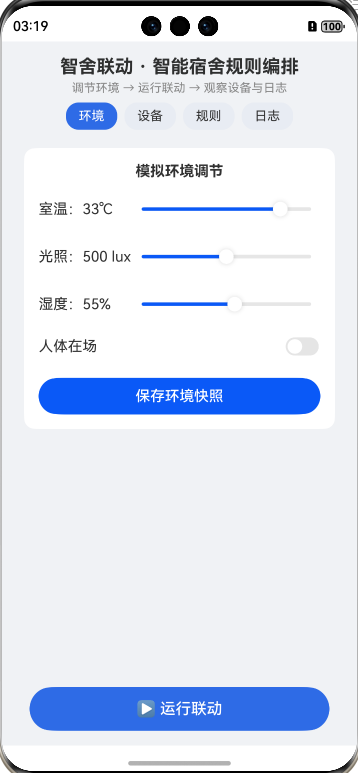 03:19
100
智舍联动 · 智能宿舍规则编排
调节环境 → 运行联动 → 观察设备与日志
环境 设备 规则 日志
模拟环境调节
室温：33℃
光照：500 lux
湿度：55%
人体在场
保存环境快照
运行联动